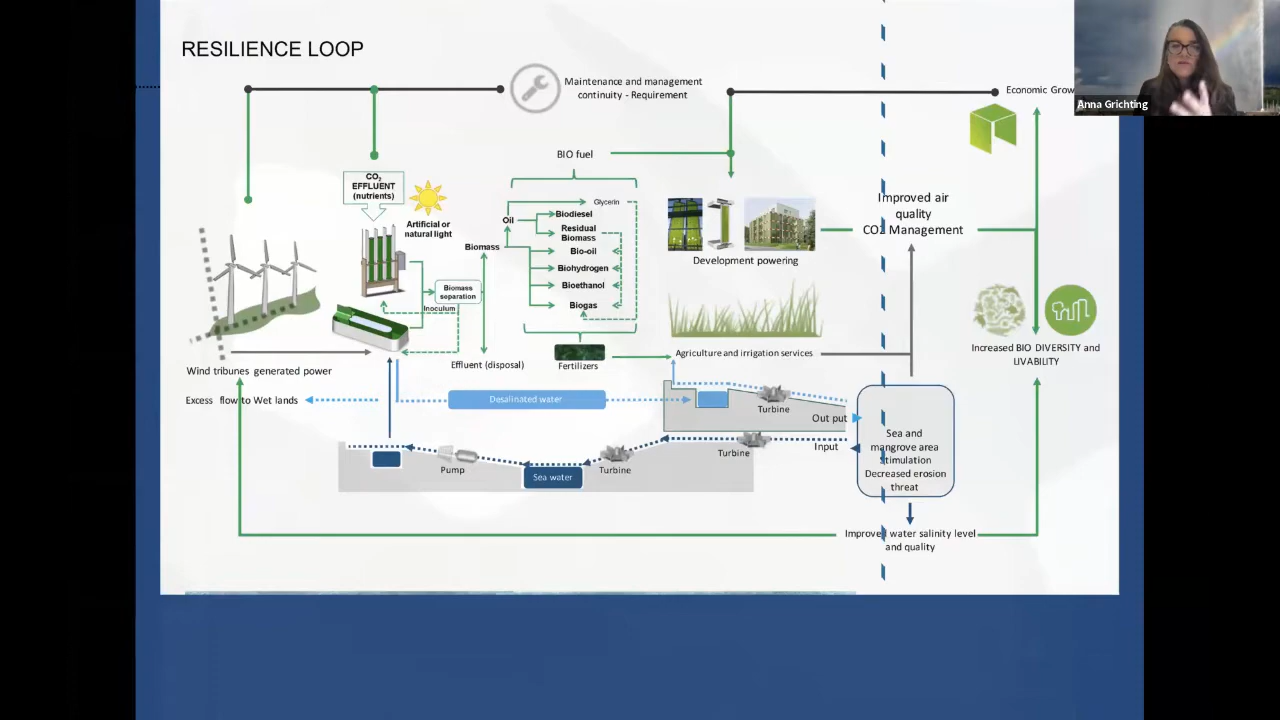 RESILIENCE LOOP
Maintenance and management
continuity - Requirement
Economic Grow
Anna Grichting
BIO fuel
CO₂
EFFLUENT
(nutrients)
Artificial or
natural light
Glycerin
Oil
Biodiesel
Residual
Biomass
Biomass
Bio-oil
Biohydrogen
Bioethanol
Biogas
Biomass
separation
Inoculum
Improved air
quality
CO2 Management
Development powering
Wind tribunes generated power
Effluent (disposal)
Fertilizers
Agriculture and irrigation services
Increased BIO DIVERSITY and
LIVABILITY
Excess flow to Wet lands
Desalinated water
Turbine
Out put
Input
Turbine
Turbine
Pump
Sea water
Sea and
mangrove area
stimulation
Decreased erosion
threat
Improved water salinity level
and quality